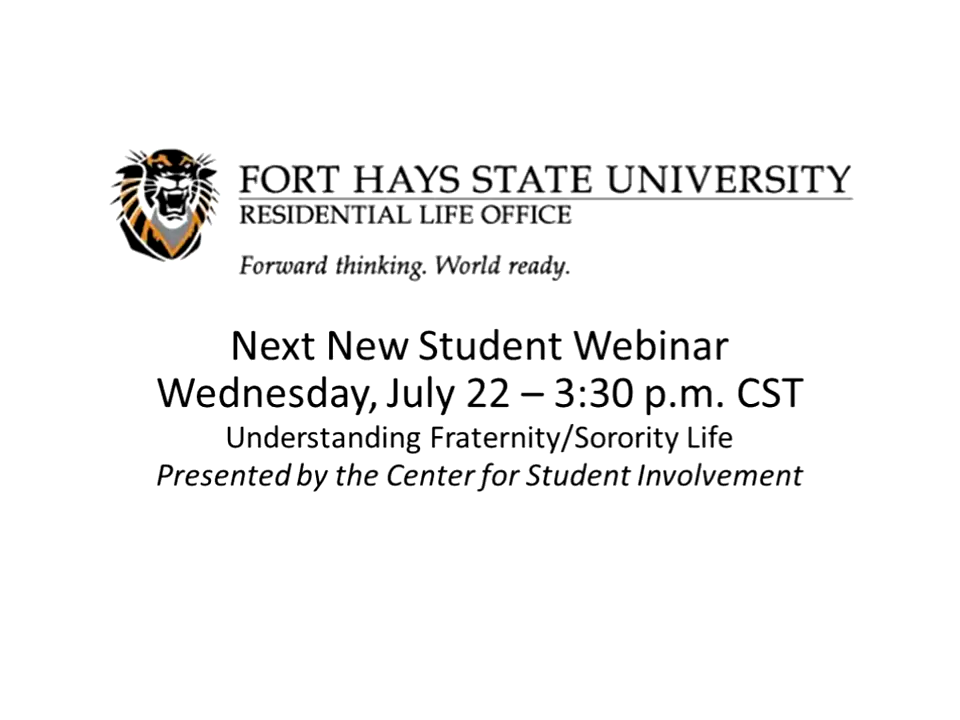 FORT HAYS STATE UNIVERSITY
RESIDENTIAL LIFE OFFICE
Forward thinking. World ready.
Next New Student Webinar
Wednesday, July 22 – 3:30 p.m. CST
Understanding Fraternity/Sorority Life
Presented by the Center for Student Involvement